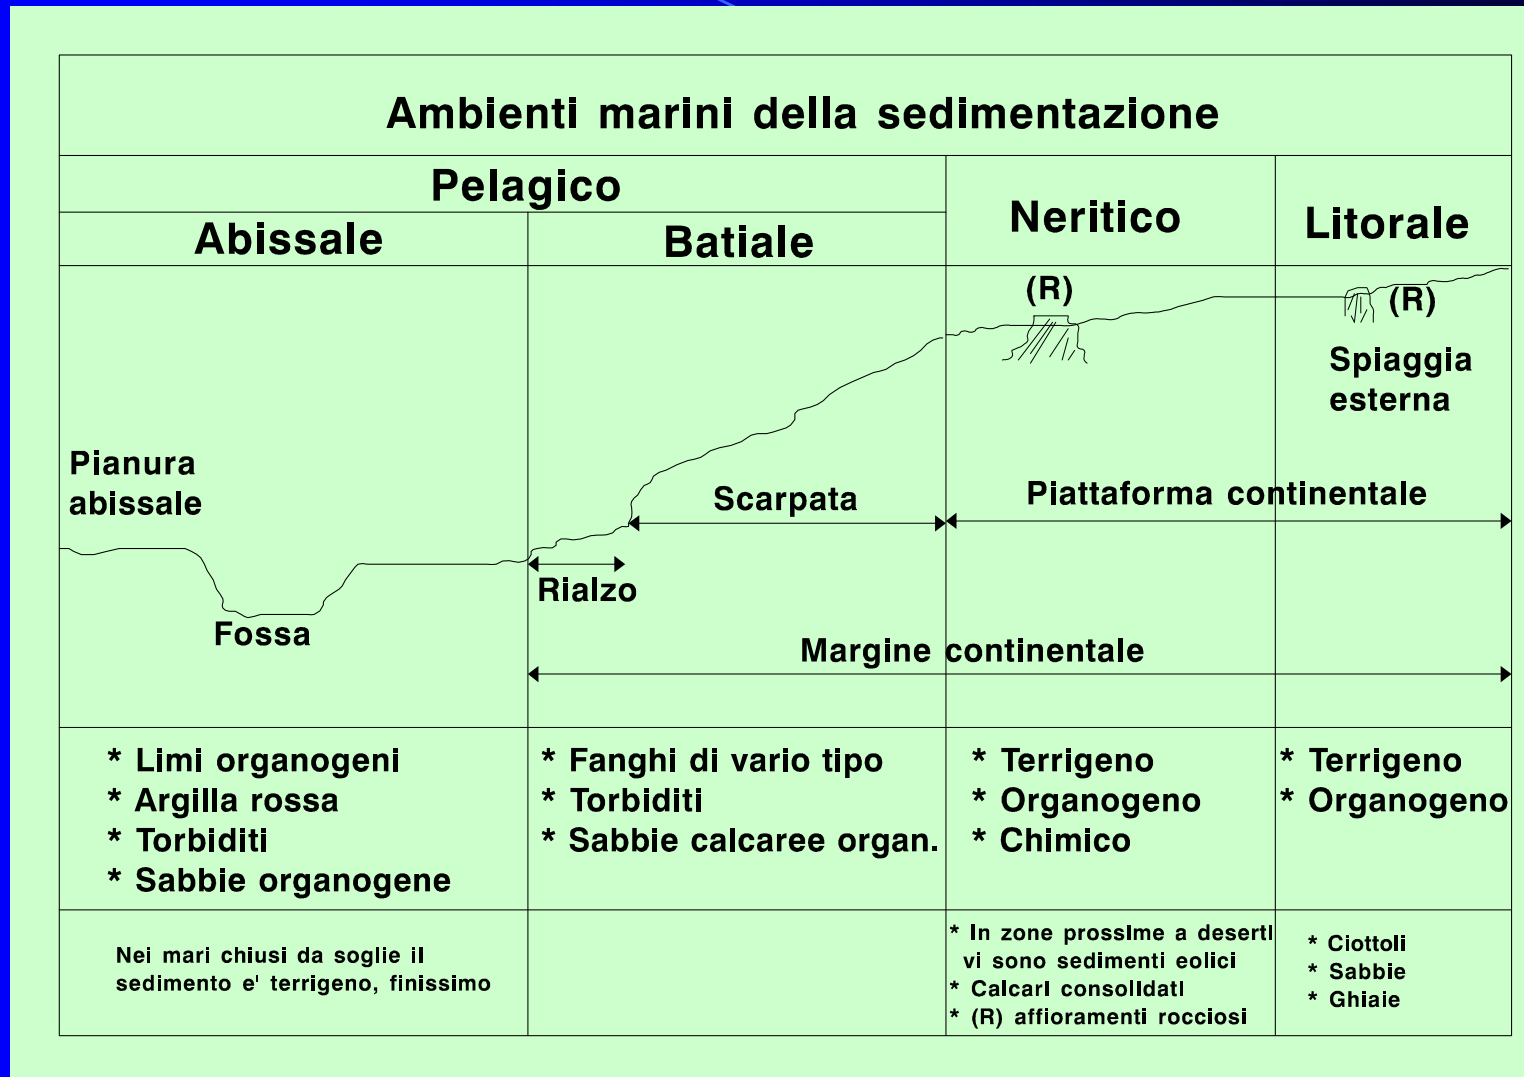 Ambienti marini della sedimentazione
Pelagico
Neritico
Litorale
Abissale
Batiale
(R)
(R)
Spiaggia
esterna
Pianura
abissale
Scarpata
Piattaforma continentale
Rialzo
Fossa
Margine continentale
* Limi organogeni
* Argilla rossa
* Torbiditi
* Sabbie organogene
* Fanghi di vario tipo
* Torbiditi
* Sabbie calcaree organ.
* Terrigeno
* Organogeno
* Chimico
* Terrigeno
* Organogeno
Nei mari chiusi da soglie il
sedimento e' terrigeno, finissimo
* In zone prossime a deserti
vi sono sedimenti eolici
* Calcari consolidati
* (R) affioramenti rocciosi
* Ciottoli
* Sabbie
* Ghiaie